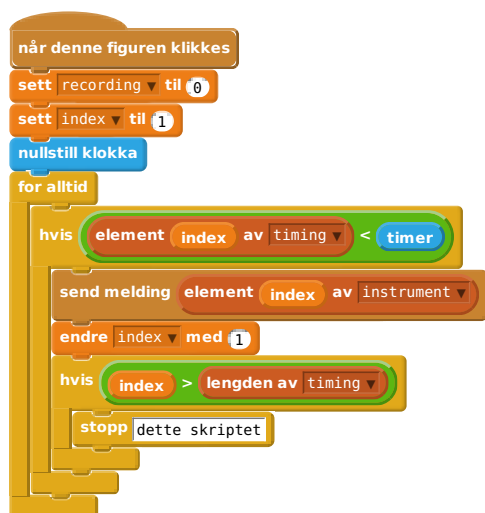 når denne figuren klikkes
sett recording til 0
sett index til 1
nullstill klokka
for alltid
hvis element index av timing < timer
send melding element index av instrument
endre index med 1
hvis index > lengden av timing
stopp dette skriptet